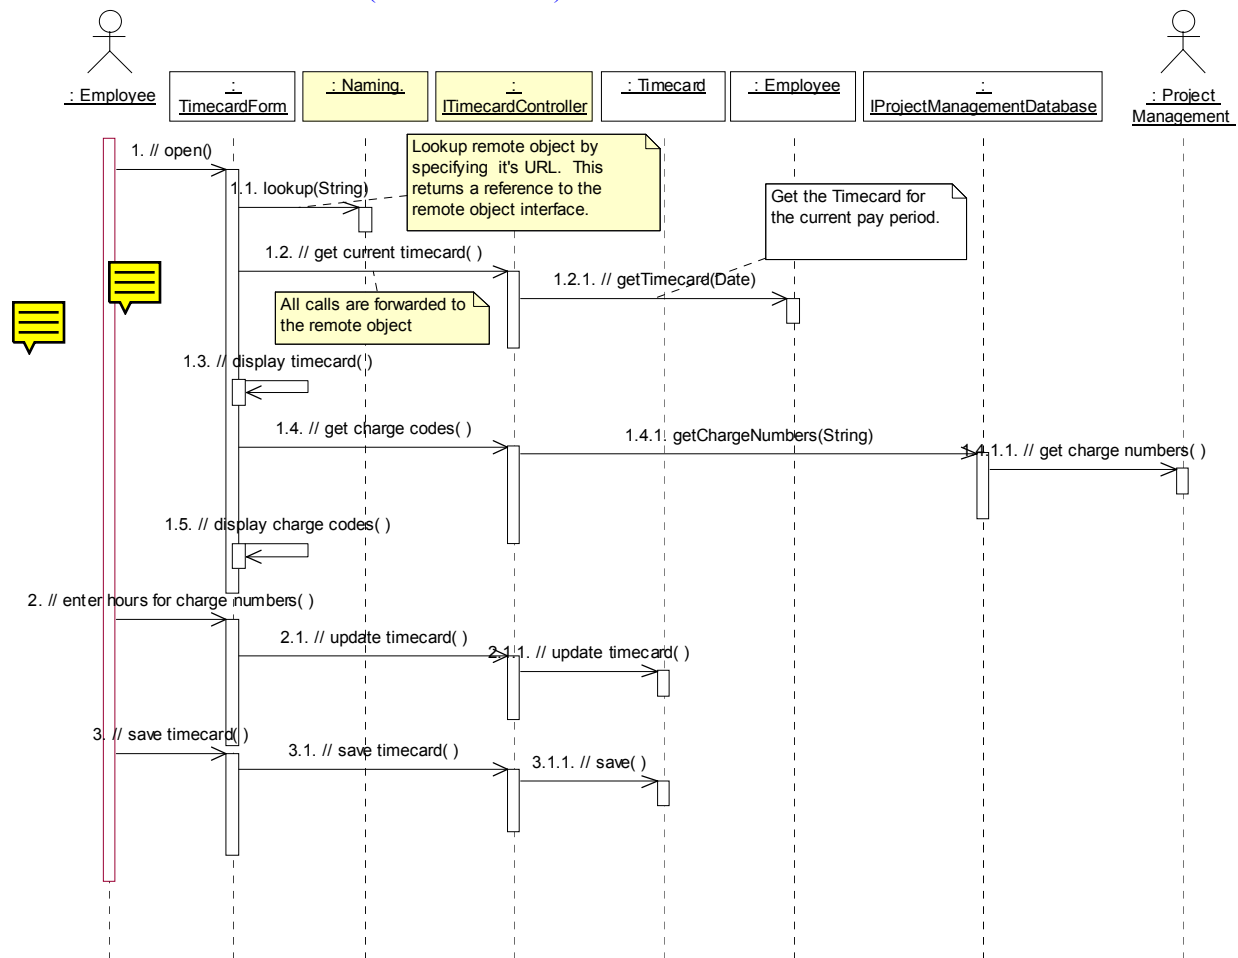 : Employee
:
TimecardForm
: Naming.
:
ITimecardController
: Timecard
: Employee
:
IProjectManagementDatabase
: Project
Management
1. // open()
Lookup remote object by
specifying it's URL. This
returns a reference to the
remote object interface.
1.1. lookup(String)
Get the Timecard for
the current pay period.
1.2. // get current timecard( )
1.2.1. // getTimecard(Date)
All calls are forwarded to
the remote object
1.3. // display timecard( )
1.4. // get charge codes( )
1.4.1. getChargeNumbers(String)
1.4.1.1. // get charge numbers( )
1.5. // display charge codes( )
2. // enter hours for charge numbers( )
2.1. // update timecard( )
2.1.1. // update timecard( )
3. // save timecard( )
3.1. // save timecard( )
3.1.1. // save( )